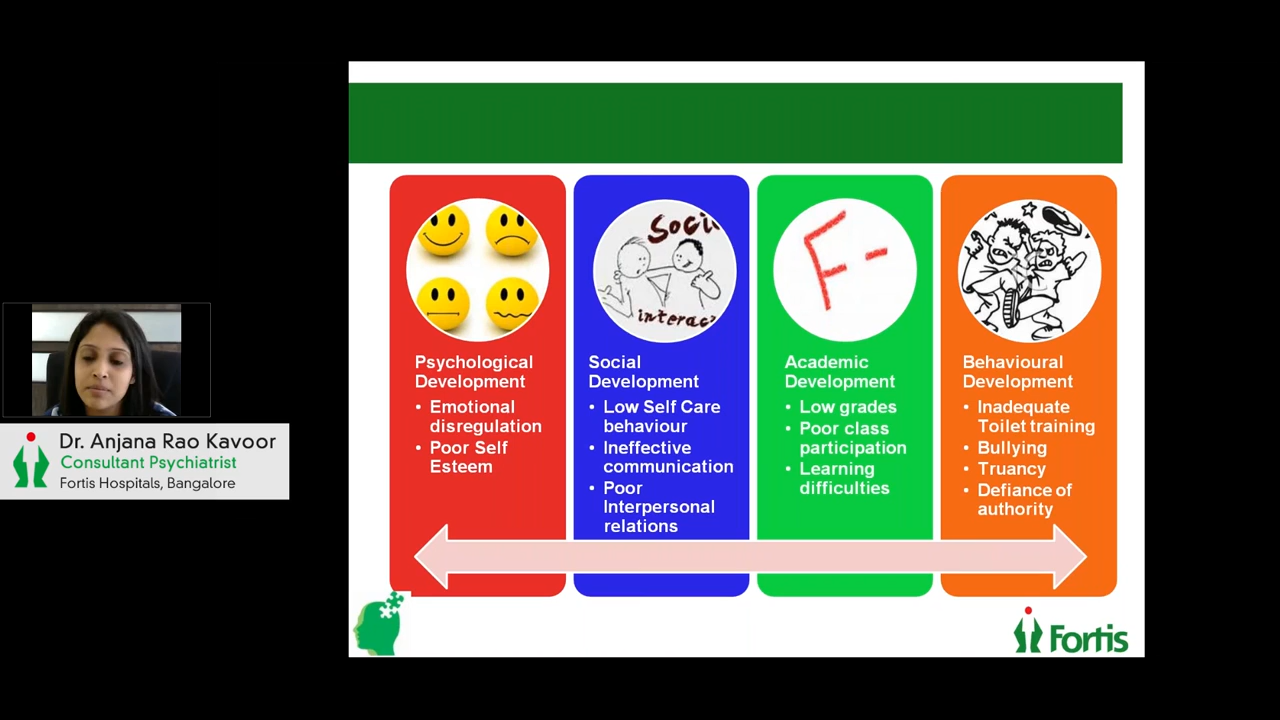 Soci
interac
F-
Psychological
Development
• Emotional
disregulation
• Poor Self
Esteem
Social
Development
• Low Self Care
behaviour
• Ineffective
communication
• Poor
Interpersonal
relations
Academic
Development
• Low grades
• Poor class
participation
• Learning
difficulties
Behavioural
Development
• Inadequate
Toilet training
• Bullying
• Truancy
• Defiance of
authority
Dr. Anjana Rao Kavoor
Consultant Psychiatrist
Fortis Hospitals, Bangalore
Fortis